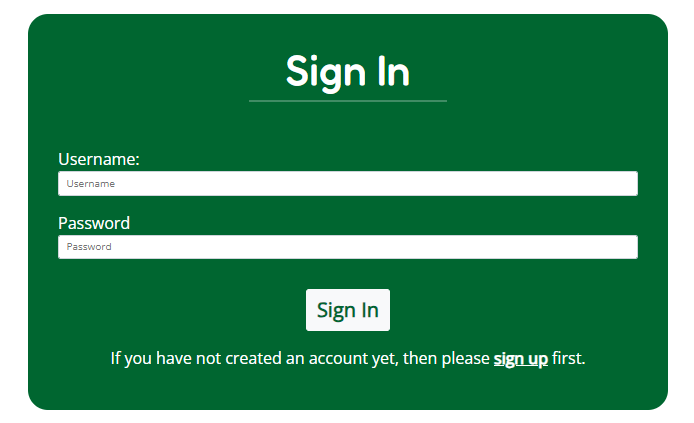 Sign In
Username:
Username
Password
Password
Sign In
If you have not created an account yet, then please sign up first.